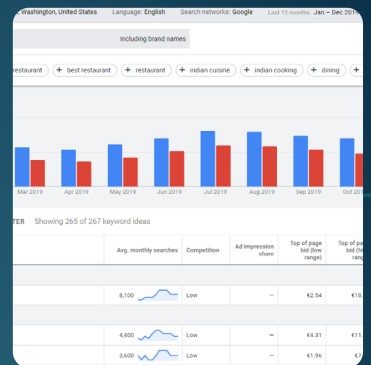 , Washington, United States Language: English Search networks: Google Last 12 months Jan – Dec 2019
Including brand names
restaurant + best restaurant + restaurant + indian cuisine + indian cooking + dining +
Mar 2019 Apr 2019 May 2019 Jun 2019 Jul 2019 Aug 2019 Sep 2019 Oct 201
TER Showing 265 of 267 keyword ideas
Avg. monthly searches Competition Ad impression share Top of page bid (low range) Top of pa bid (h rang
8,100 Low – €2.54 €18.
4,400 Low – €4.31 €11.
3,600 Low – €1.96 €7